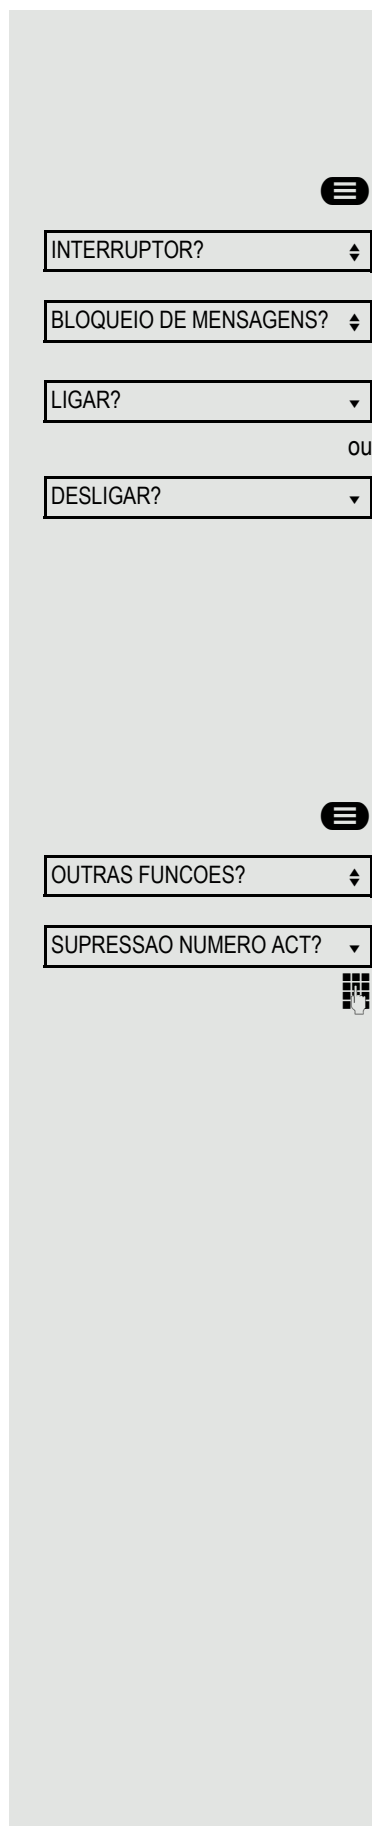 INTERRUPTOR?
BLOQUEIO DE MENSAGENS?
LIGAR?
ou
DESLIGAR?
OUTRAS FUNCOES?
SUPRESSAO NUMERO ACT?